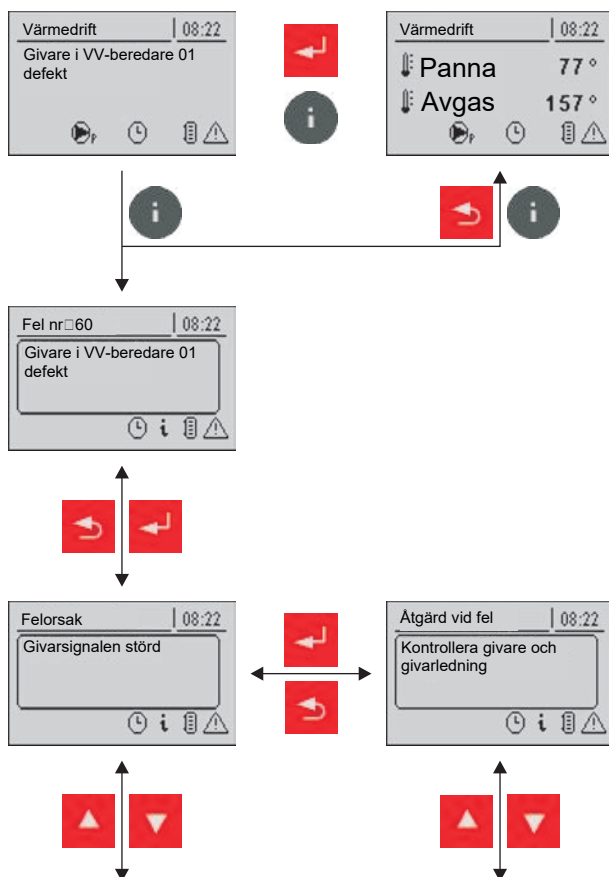 Värmedrift 08:22
Givare i VV-beredare 01
defekt
P
i
Värmedrift 08:22
Panna 77 °
Avgas 157 °
P
i
i
Fel nr□60 08:22
Givare i VV-beredare 01
defekt
i
Felorsak 08:22
Givarsignalen störd
i
Åtgärd vid fel 08:22
Kontrollera givare och
givarledning
i